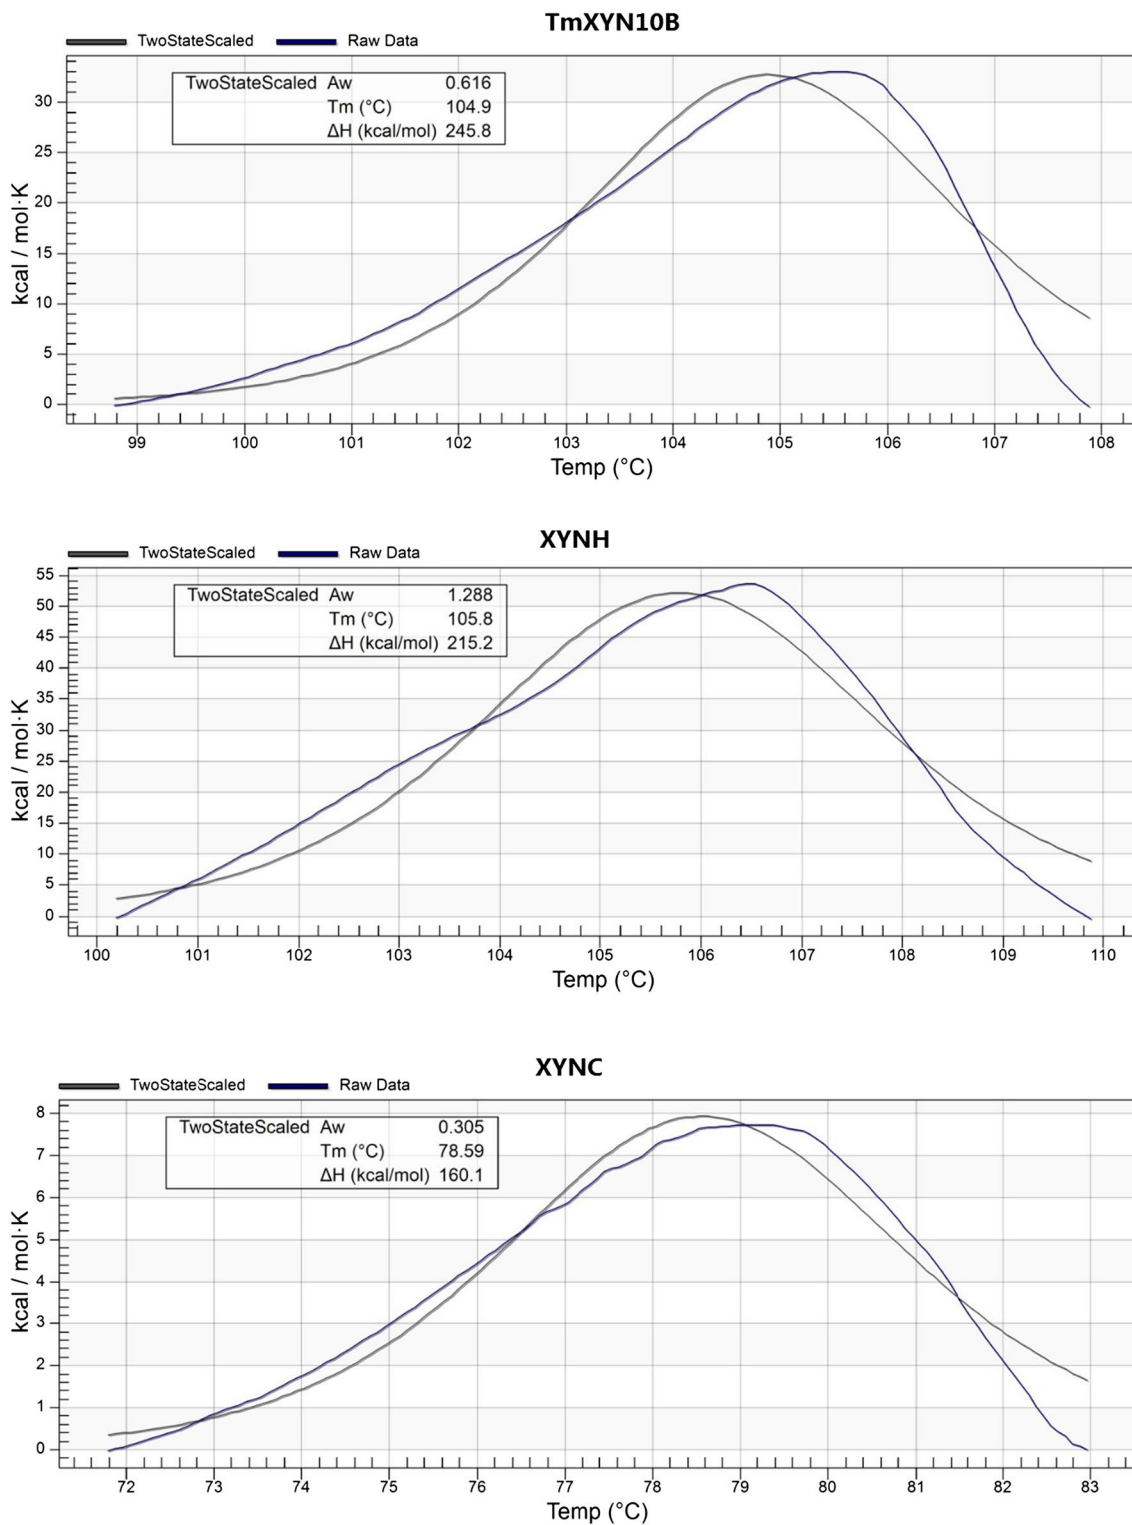 TmXYN10B
TwoStateScaled Raw Data
TwoStateScaled Aw 0.616
Tm (°C) 104.9
ΔH (kcal/mol) 245.8
30
25
20
15
10
5
0
kcal / mol·K
99 100 101 102 103 104 105 106 107 108
Temp (°C)
XYNH
TwoStateScaled Raw Data
TwoStateScaled Aw 1.288
Tm (°C) 105.8
ΔH (kcal/mol) 215.2
55
50
45
40
35
30
25
20
15
10
5
0
kcal / mol·K
100 101 102 103 104 105 106 107 108 109 110
Temp (°C)
XYNC
TwoStateScaled Raw Data
TwoStateScaled Aw 0.305
Tm (°C) 78.59
ΔH (kcal/mol) 160.1
8
7
6
5
4
3
2
1
0
kcal / mol·K
72 73 74 75 76 77 78 79 80 81 82 83
Temp (°C)